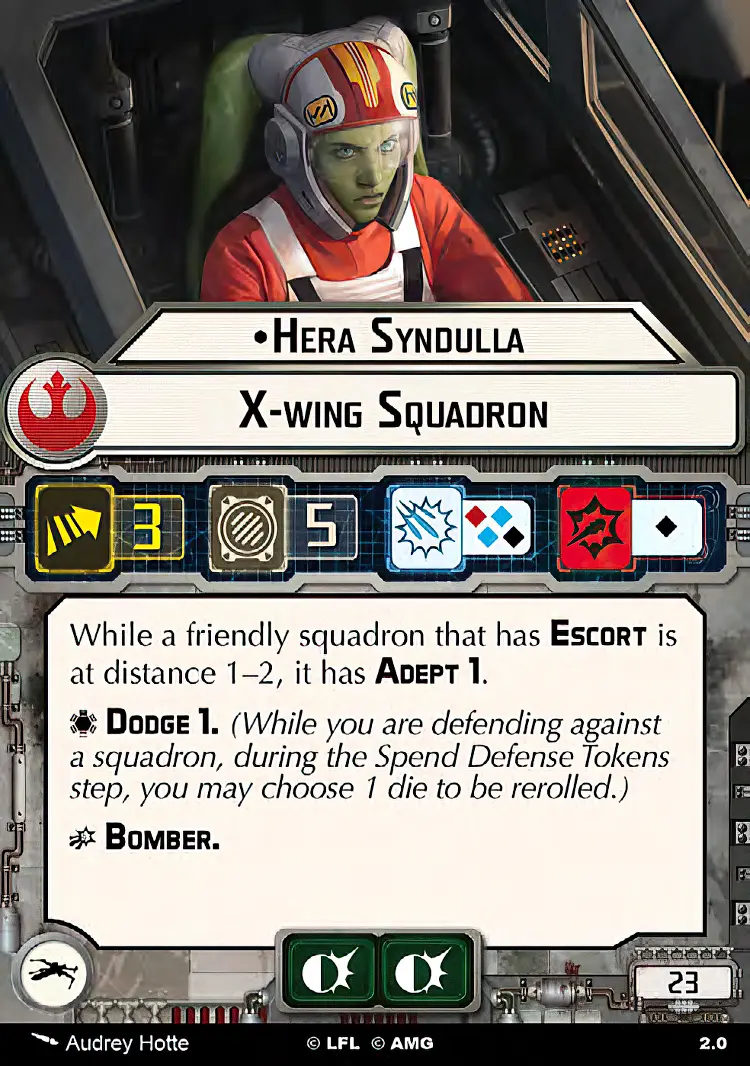 •Hera Syndulla
X-wing Squadron
3 5
While a friendly squadron that has Escort is
at distance 1–2, it has Adept 1.
Dodge 1. (While you are defending against
a squadron, during the Spend Defense Tokens
step, you may choose 1 die to be rerolled.)
Bomber.
23
Audrey Hotte © LFL © AMG 2.0